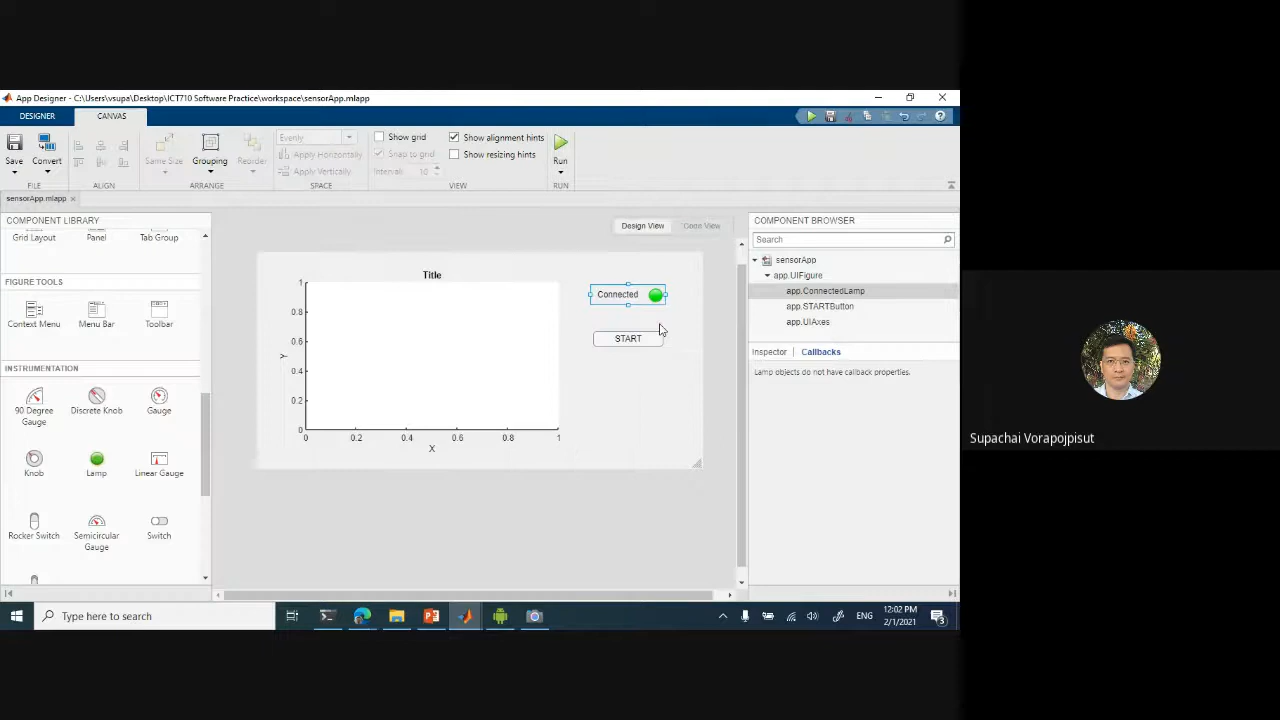 App Designer - C:\Users\vsupa\Desktop\ICT710 Software Practice\workspace\sensorApp.mlapp
DESIGNER CANVAS
Save Convert Same Size Grouping Reorder
Evenly
Apply Horizontally
Apply Vertically
Show grid
Snap to grid
Interval: 10
Show alignment hints
Show resizing hints
Run
FILE ALIGN ARRANGE SPACE VIEW RUN
sensorApp.mlapp
COMPONENT LIBRARY
Grid Layout Panel Tab Group
FIGURE TOOLS
Context Menu Menu Bar Toolbar
INSTRUMENTATION
90 Degree Gauge Discrete Knob Gauge
Knob Lamp Linear Gauge
Rocker Switch Semicircular Gauge Switch
Design View Code View
Title
1
0.8
0.6
0.4
0.2
0
Y
0 0.2 0.4 0.6 0.8 1
X
Connected
START
COMPONENT BROWSER
Search
sensorApp
app.UIFigure
app.ConnectedLamp
app.STARTButton
app.UIAxes
Inspector Callbacks
Lamp objects do not have callback properties.
Supachai Vorapojpisut
Type here to search
ENG
12:02 PM
2/1/2021
3